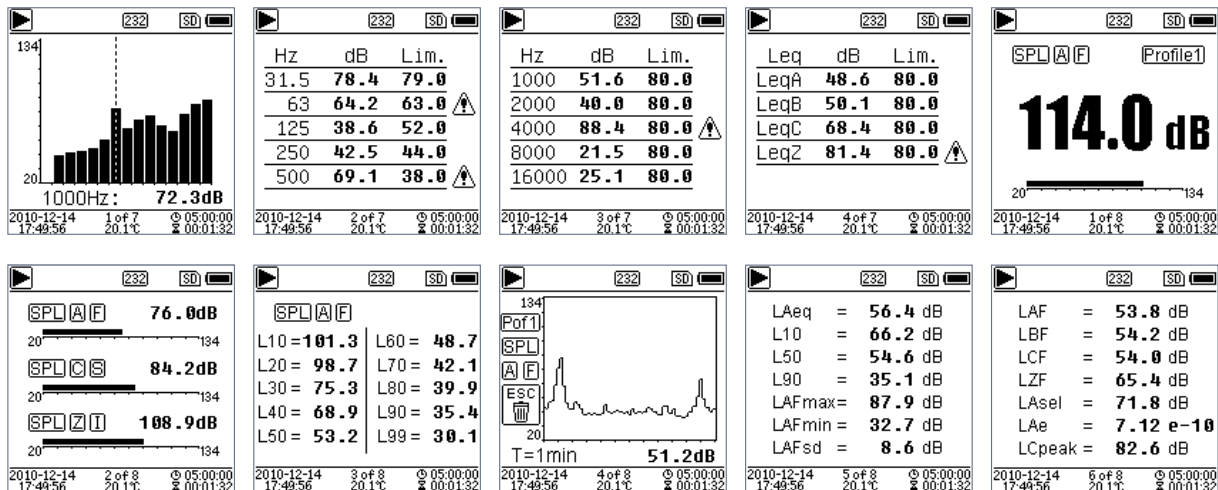 232 SD
134
20
1000Hz: 72.3dB
2010-12-14 17:49:56 1 of 7 20.1℃ 05:00:00 00:01:32
232 SD
Hz dB Lim.
31.5 78.4 79.0
63 64.2 63.0
125 38.6 52.0
250 42.5 44.0
500 69.1 38.0
2010-12-14 17:49:56 2 of 7 20.1℃ 05:00:00 00:01:32
232 SD
Hz dB Lim.
1000 51.6 80.0
2000 40.0 80.0
4000 88.4 80.0
8000 21.5 80.0
16000 25.1 80.0
2010-12-14 17:49:56 3 of 7 20.1℃ 05:00:00 00:01:32
232 SD
Leq dB Lim.
LeqA 48.6 80.0
LeqB 50.1 80.0
LeqC 68.4 80.0
LeqZ 81.4 80.0
2010-12-14 17:49:56 4 of 7 20.1℃ 05:00:00 00:01:32
232 SD
SPL A F Profile1
114.0 dB
20 134
2010-12-14 17:49:56 1 of 8 20.1℃ 05:00:00 00:01:32
232 SD
SPL A F 76.0dB
20 134
SPL C S 84.2dB
20 134
SPL Z I 108.9dB
20 134
2010-12-14 17:49:56 2 of 8 20.1℃ 05:00:00 00:01:32
232 SD
SPL A F
L10=101.3 L60= 48.7
L20= 98.7 L70= 42.1
L30= 75.3 L80= 39.9
L40= 68.9 L90= 35.4
L50= 53.2 L99= 30.1
2010-12-14 17:49:56 3 of 8 20.1℃ 05:00:00 00:01:32
232 SD
134
Pof1
SPL
A F
ESC
20
T=1min 51.2dB
2010-12-14 17:49:56 4 of 8 20.1℃ 05:00:00 00:01:32
232 SD
LAeq = 56.4 dB
L10 = 66.2 dB
L50 = 54.6 dB
L90 = 35.1 dB
LAFmax= 87.9 dB
LAFmin = 32.7 dB
LAFsd = 8.6 dB
2010-12-14 17:49:56 5 of 8 20.1℃ 05:00:00 00:01:32
232 SD
LAF = 53.8 dB
LBF = 54.2 dB
LCF = 54.0 dB
LZF = 65.4 dB
LAsel = 71.8 dB
LAe = 7.12 e-10
LCpeak = 82.6 dB
2010-12-14 17:49:56 6 of 8 20.1℃ 05:00:00 00:01:32